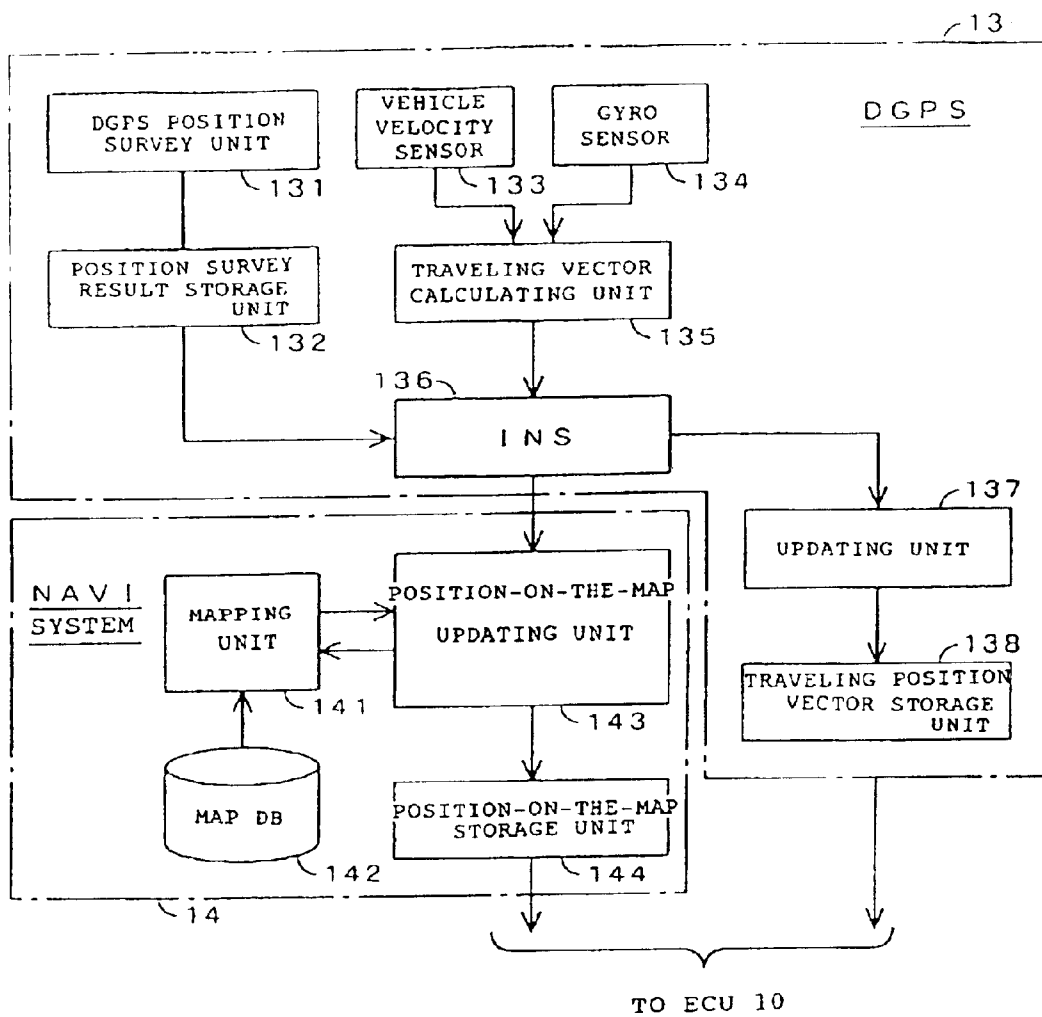 13
DGPS POSITION
SURVEY UNIT
131
VEHICLE
VELOCITY
SENSOR
133
GYRO
SENSOR
134
DGPS
POSITION SURVEY
RESULT STORAGE
UNIT
132
TRAVELING VECTOR
CALCULATING UNIT
135
136
INS
137
UPDATING UNIT
138
TRAVELING POSITION
VECTOR STORAGE
UNIT
NAVI
SYSTEM
MAPPING
UNIT
141
POSITION-ON-THE-MAP
UPDATING UNIT
143
MAP DB
142
POSITION-ON-THE-MAP
STORAGE UNIT
144
14
TO ECU 10